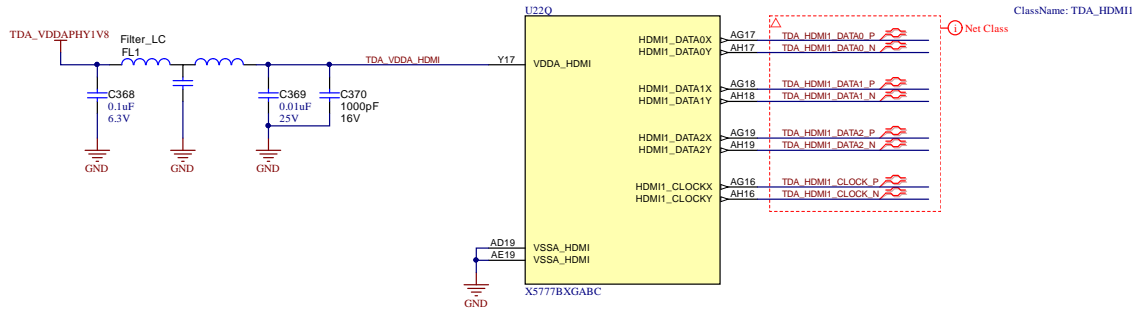 U22Q
ClassName: TDA_HDMI1
TDA_VDDAPHY1V8
Filter_LC
FL1
TDA_VDDA_HDMI
Y17
VDDA_HDMI
C368
0.1uF
6.3V
C369
0.01uF
25V
C370
1000pF
16V
GND
GND
GND
HDMI1_DATA0X
AG17
TDA_HDMI1_DATA0_P
HDMI1_DATA0Y
AH17
TDA_HDMI1_DATA0_N
i Net Class
HDMI1_DATA1X
AG18
TDA_HDMI1_DATA1_P
HDMI1_DATA1Y
AH18
TDA_HDMI1_DATA1_N
HDMI1_DATA2X
AG19
TDA_HDMI1_DATA2_P
HDMI1_DATA2Y
AH19
TDA_HDMI1_DATA2_N
HDMI1_CLOCKX
AG16
TDA_HDMI1_CLOCK_P
HDMI1_CLOCKY
AH16
TDA_HDMI1_CLOCK_N
AD19
VSSA_HDMI
AE19
VSSA_HDMI
GND
X5777BXGABC